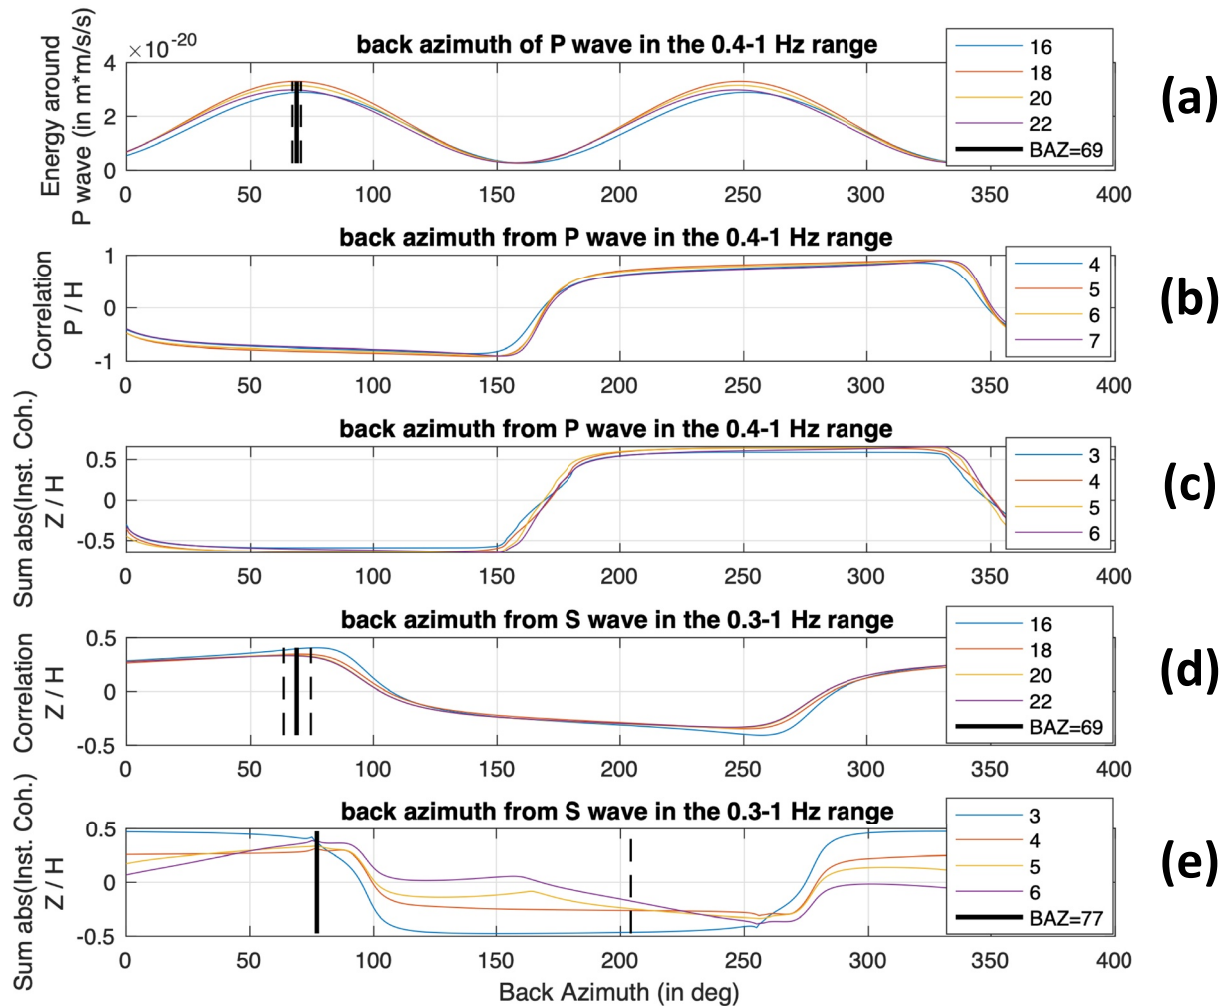 ×10-20
back azimuth of P wave in the 0.4-1 Hz range
Energy around
P wave (in m*m/s/s)
4
2
0
0 50 100 150 200 250 300 350 400
16
18
20
22
BAZ=69
(a)
back azimuth from P wave in the 0.4-1 Hz range
Correlation
P / H
1
0
-1
0 50 100 150 200 250 300 350 400
4
5
6
7
(b)
back azimuth from P wave in the 0.4-1 Hz range
Sum abs(Inst. Coh.)
Z / H
0.5
0
-0.5
0 50 100 150 200 250 300 350 400
3
4
5
6
(c)
back azimuth from S wave in the 0.3-1 Hz range
Correlation
Z / H
0.5
0
-0.5
0 50 100 150 200 250 300 350 400
16
18
20
22
BAZ=69
(d)
back azimuth from S wave in the 0.3-1 Hz range
Sum abs(Inst. Coh.)
Z / H
0.5
0
-0.5
0 50 100 150 200 250 300 350 400
3
4
5
6
BAZ=77
(e)
Back Azimuth (in deg)